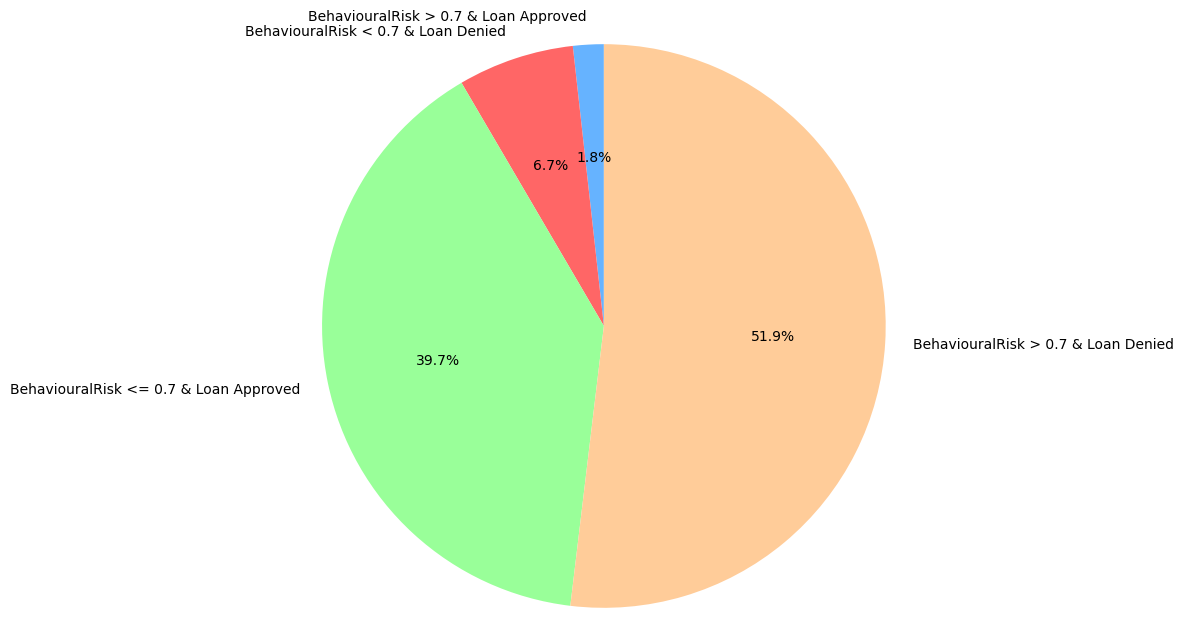 BehaviouralRisk > 0.7 & Loan Approved
BehaviouralRisk < 0.7 & Loan Denied
1.8%
6.7%
51.9%
BehaviouralRisk > 0.7 & Loan Denied
39.7%
BehaviouralRisk <= 0.7 & Loan Approved